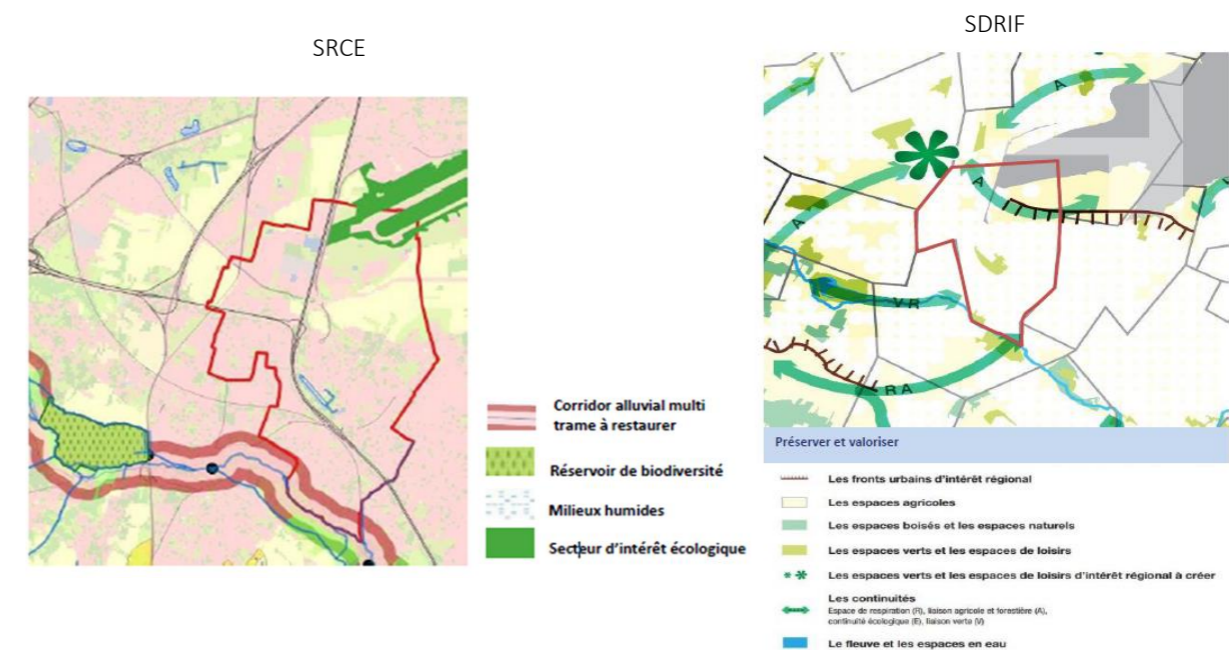 SRCE
SDRIF
A
A
A
VR
RA
Corridor alluvial multi
trame à restaurer
Réservoir de biodiversité
Milieux humides
Secteur d'intérêt écologique
Préserver et valoriser
Les fronts urbains d'intérêt régional
Les espaces agricoles
Les espaces boisés et les espaces naturels
Les espaces verts et les espaces de loisirs
Les espaces verts et les espaces de loisirs d'intérêt régional à créer
Les continuités
Espace de respiration (R), liaison agricole et forestière (A),
continuité écologique (E), liaison verte (V)
Le fleuve et les espaces en eau